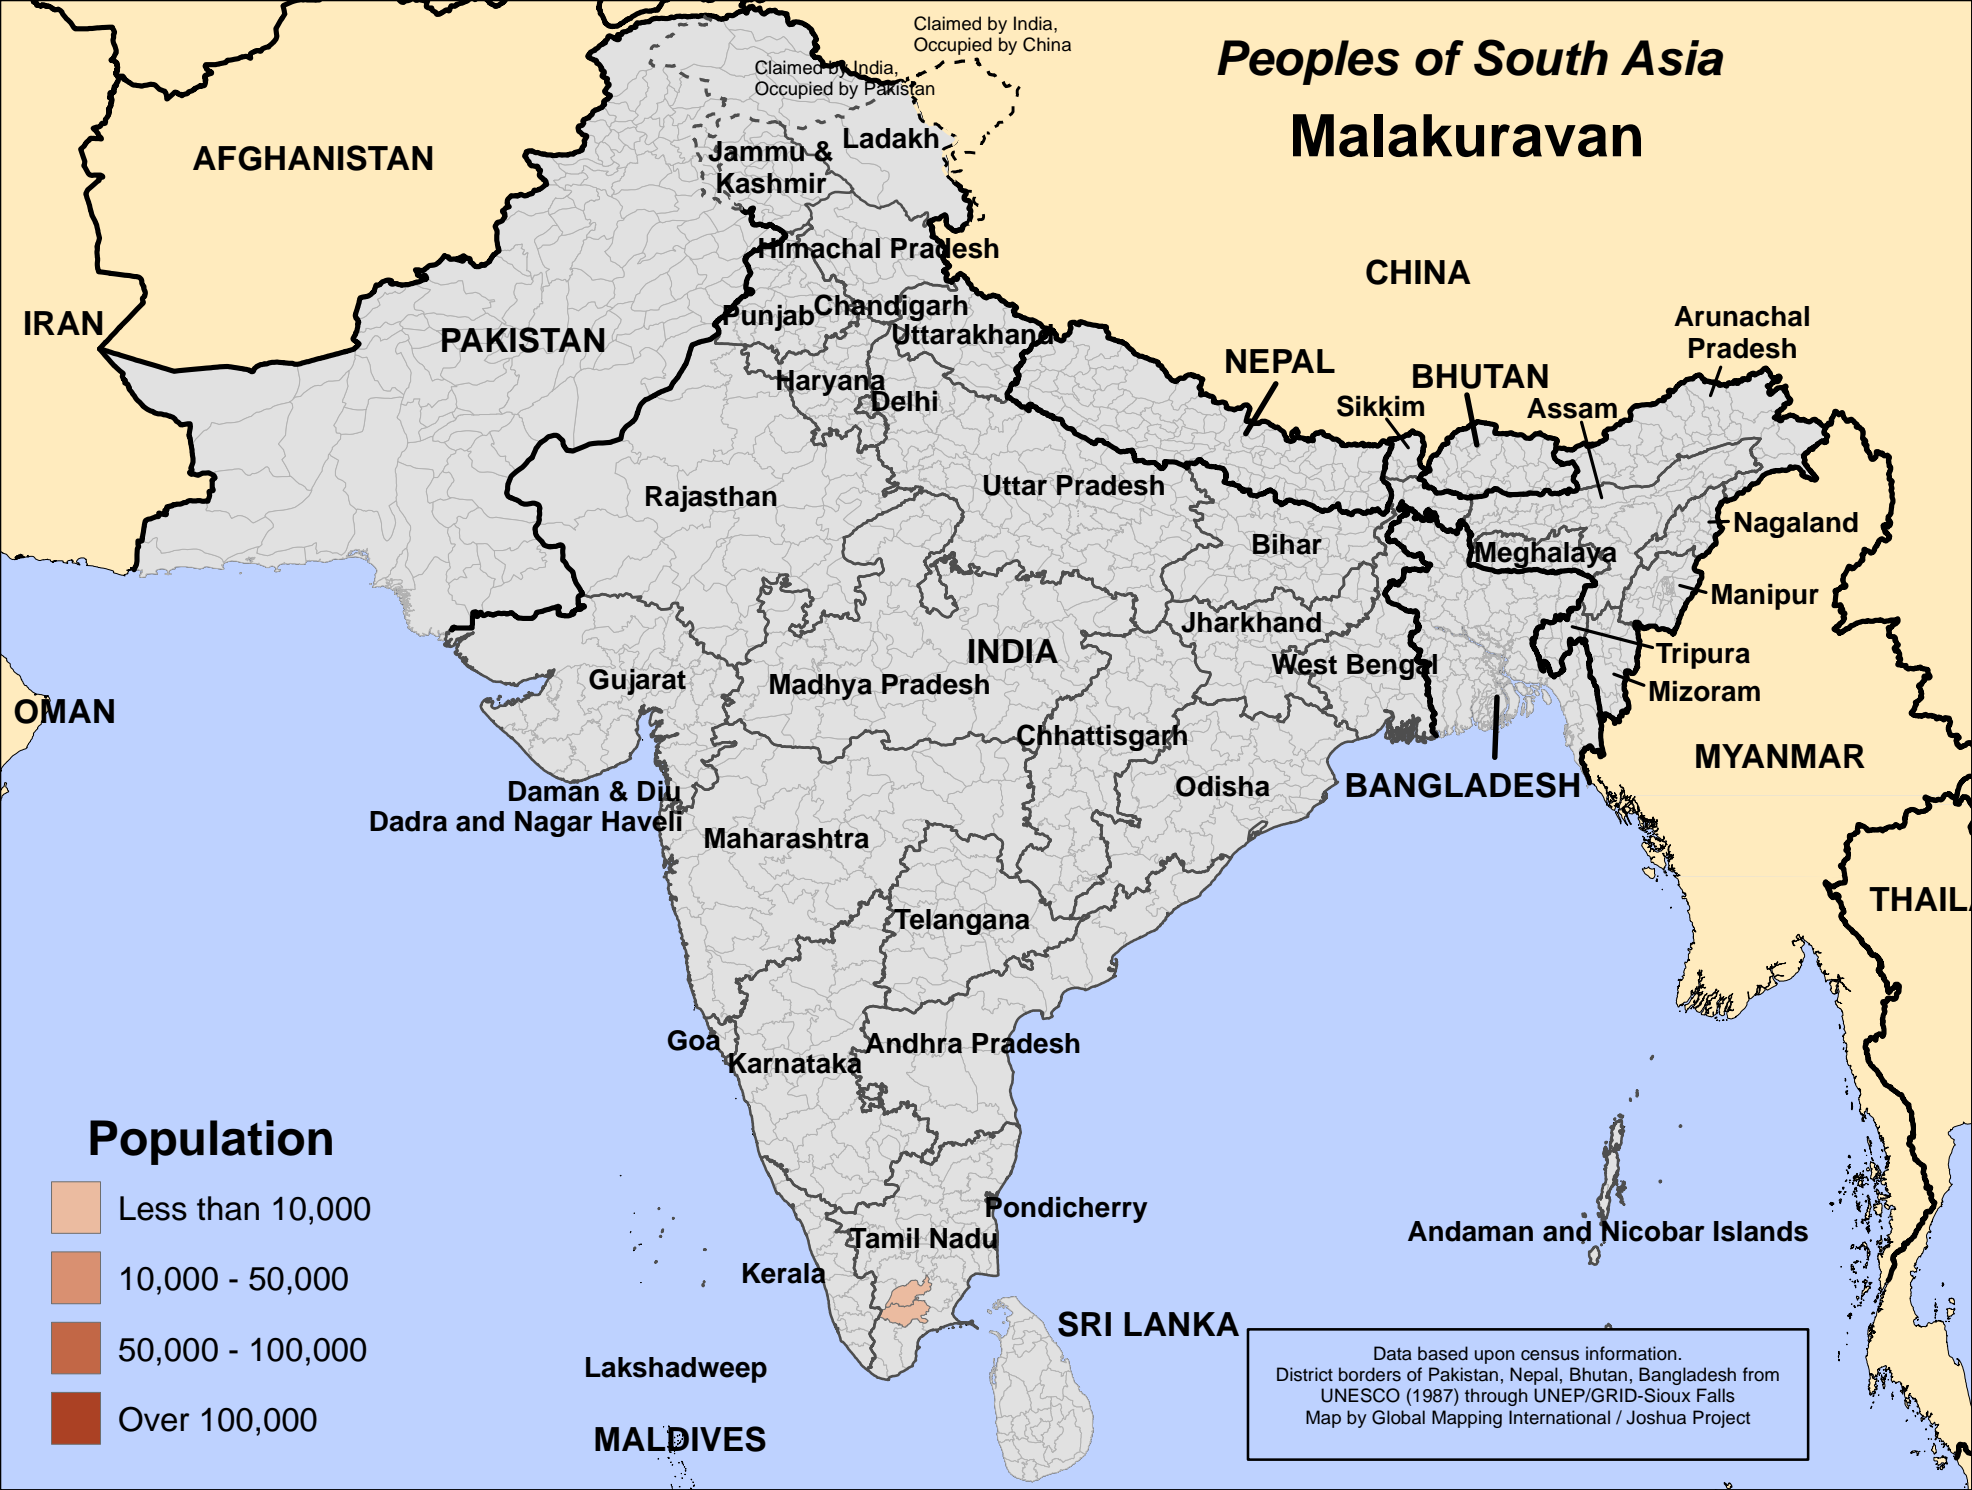 Claimed by India,
Occupied by China
Peoples of South Asia
Malakuravan
Claimed by India,
Occupied by Pakistan
AFGHANISTAN
Jammu &
Kashmir
Ladakh
Himachal Pradesh
CHINA
IRAN
PAKISTAN
Punjab
Chandigarh
Uttarakhand
Arunachal
Pradesh
NEPAL
BHUTAN
Haryana
Delhi
Sikkim
Assam
Rajasthan
Uttar Pradesh
Nagaland
Bihar
Meghalaya
Manipur
Jharkhand
INDIA
Tripura
West Bengal
Gujarat
Madhya Pradesh
Mizoram
OMAN
Chhattisgarh
MYANMAR
Odisha
BANGLADESH
Daman & Diu
Dadra and Nagar Haveli
Maharashtra
Telangana
THAIL
Goa
Karnataka
Andhra Pradesh
Population
Less than 10,000
10,000 - 50,000
50,000 - 100,000
Over 100,000
Pondicherry
Tamil Nadu
Andaman and Nicobar Islands
Kerala
SRI LANKA
Lakshadweep
MALDIVES
Data based upon census information.
District borders of Pakistan, Nepal, Bhutan, Bangladesh from
UNESCO (1987) through UNEP/GRID-Sioux Falls
Map by Global Mapping International / Joshua Project